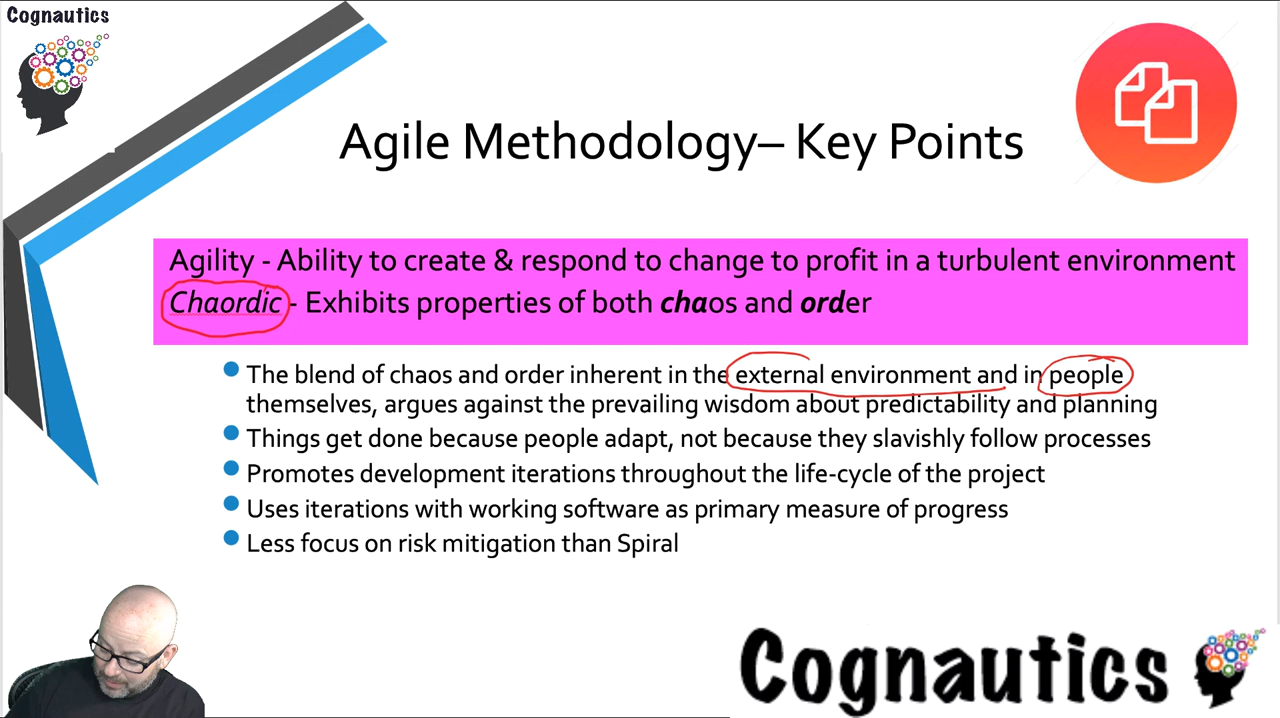 Cognautics
Agile Methodology– Key Points
Agility - Ability to create & respond to change to profit in a turbulent environment
Chaordic - Exhibits properties of both chaos and order
The blend of chaos and order inherent in the external environment and in people
themselves, argues against the prevailing wisdom about predictability and planning
Things get done because people adapt, not because they slavishly follow processes
Promotes development iterations throughout the life-cycle of the project
Uses iterations with working software as primary measure of progress
Less focus on risk mitigation than Spiral
Cognautics